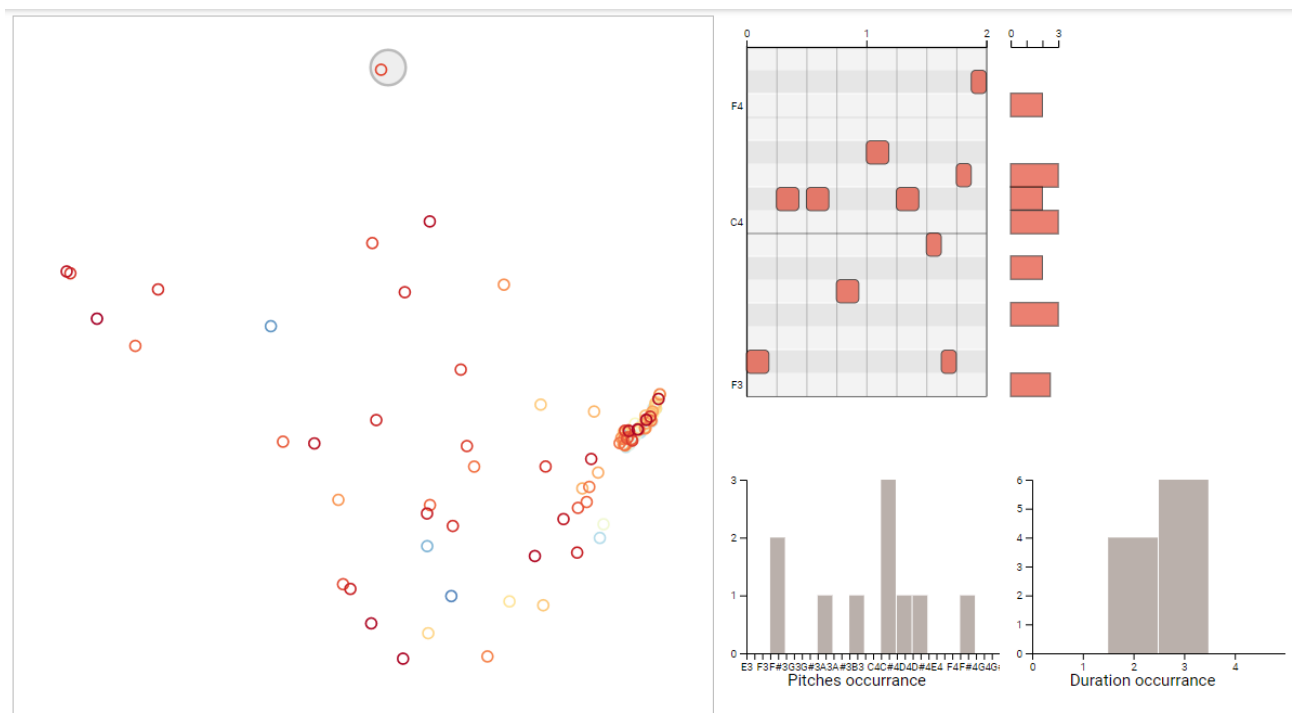 0 1 2 0 3
F4
C4
F3
3 6
5
2 4
3
1 2
1
0 0
E3 F3F#3G3G#3A3A#3B3 C4C#4D4D#4E4 F4F#4G4G 0 1 2 3 4
Pitches occurrance Duration occurrance